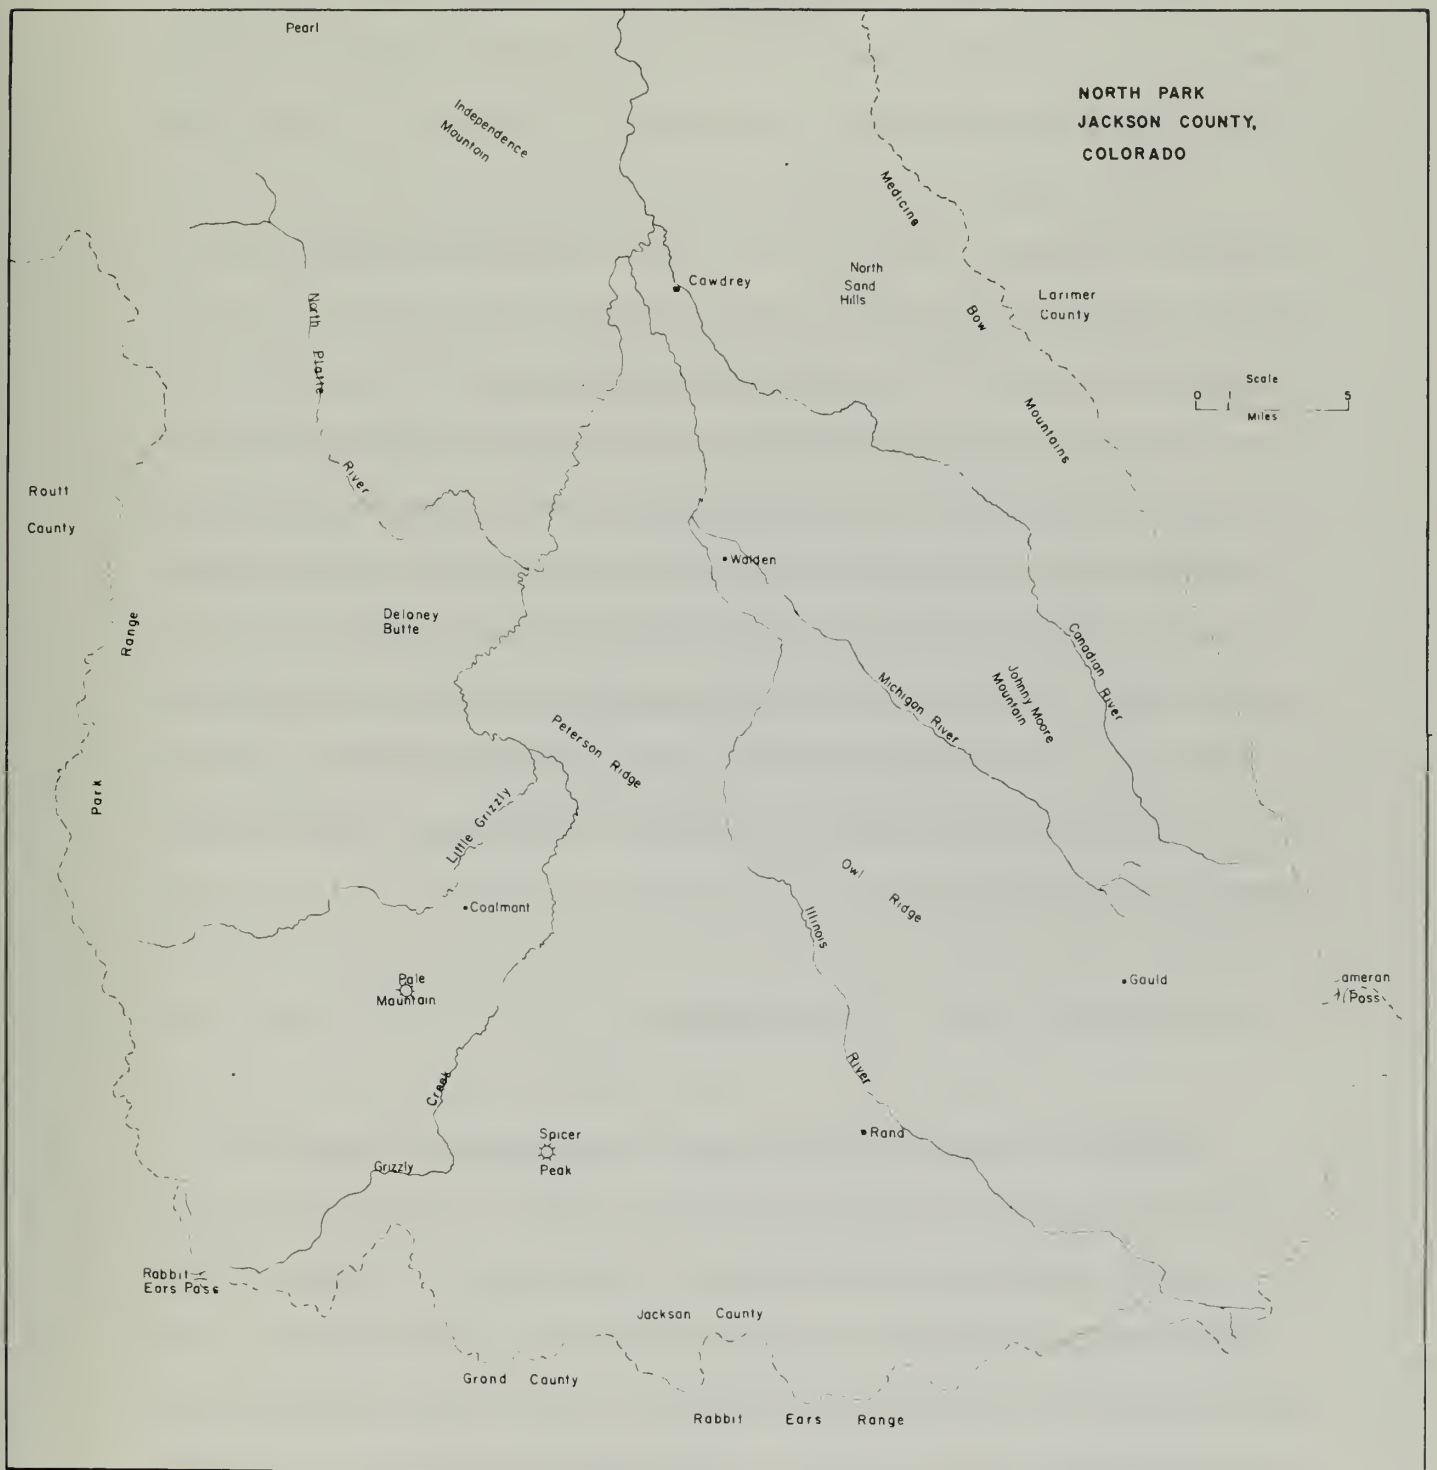 Pearl
NORTH PARK
JACKSON COUNTY,
COLORADO
Independence
Mountain
Medicine
Bow
Mountains
North
Sand
Hills
Cowdrey
Larimer
County
Scale
0 1 5
Miles
North
Platte
River
Routt
County
Walden
Delaney
Butte
Range
Park
Canadian River
Johnny Moore
Mountain
Michigan River
Peterson Ridge
Little Grizzly
Owl
Ridge
Coalmont
Illinois
River
Pole
Mountain
Gould
ameron
Pass
Creek
Grizzly
Spicer
Peak
Rand
Rabbit
Ears Pass
Jackson County
Grand County
Rabbit Ears Range